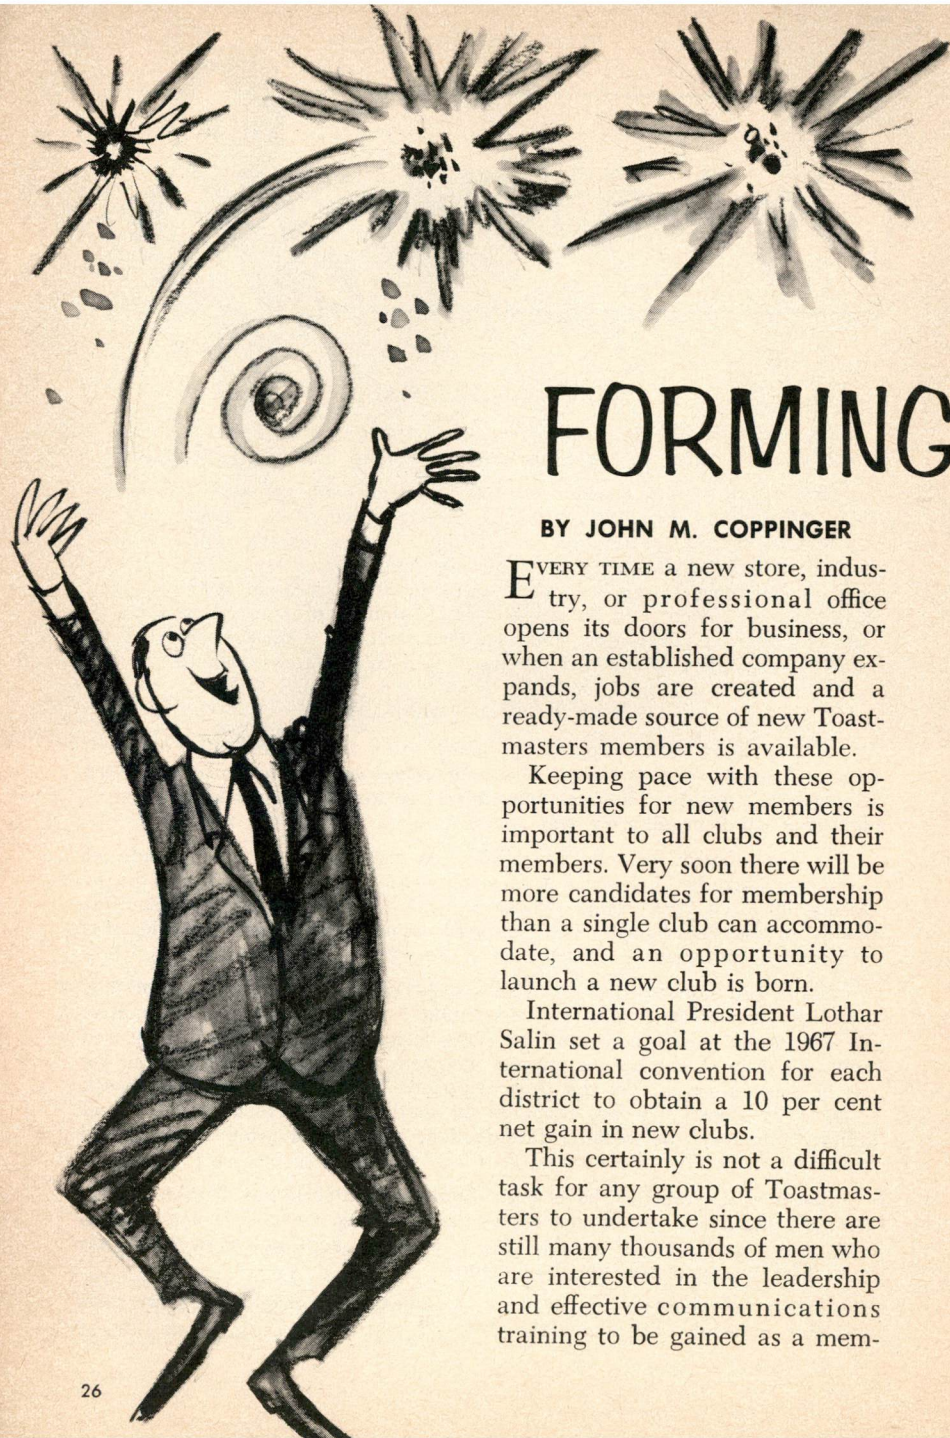 FORMING
BY JOHN M. COPPINGER
EVERY TIME a new store, indus-
try, or professional office
opens its doors for business, or
when an established company ex-
pands, jobs are created and a
ready-made source of new Toast-
masters members is available.
Keeping pace with these op-
portunities for new members is
important to all clubs and their
members. Very soon there will be
more candidates for membership
than a single club can accommo-
date, and an opportunity to
launch a new club is born.
International President Lothar
Salin set a goal at the 1967 In-
ternational convention for each
district to obtain a 10 per cent
net gain in new clubs.
This certainly is not a difficult
task for any group of Toastmas-
ters to undertake since there are
still many thousands of men who
are interested in the leadership
and effective communications
training to be gained as a mem-
26